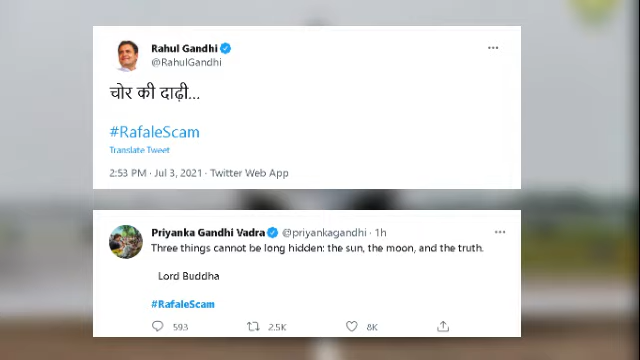 Rahul Gandhi
@RahulGandhi
चोर की दाढ़ी...
#RafaleScam
Translate Tweet
2:53 PM · Jul 3, 2021 · Twitter Web App
Priyanka Gandhi Vadra @priyankagandhi · 1h
Three things cannot be long hidden: the sun, the moon, and the truth.
Lord Buddha
#RafaleScam
593 2.5K 8K